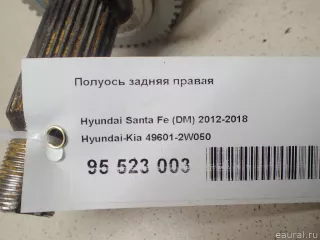 Полуось задняя правая
Hyundai Santa Fe (DM) 2012-2018
Hyundai-Kia 49601-2W050
95 523 003
eaural.ru